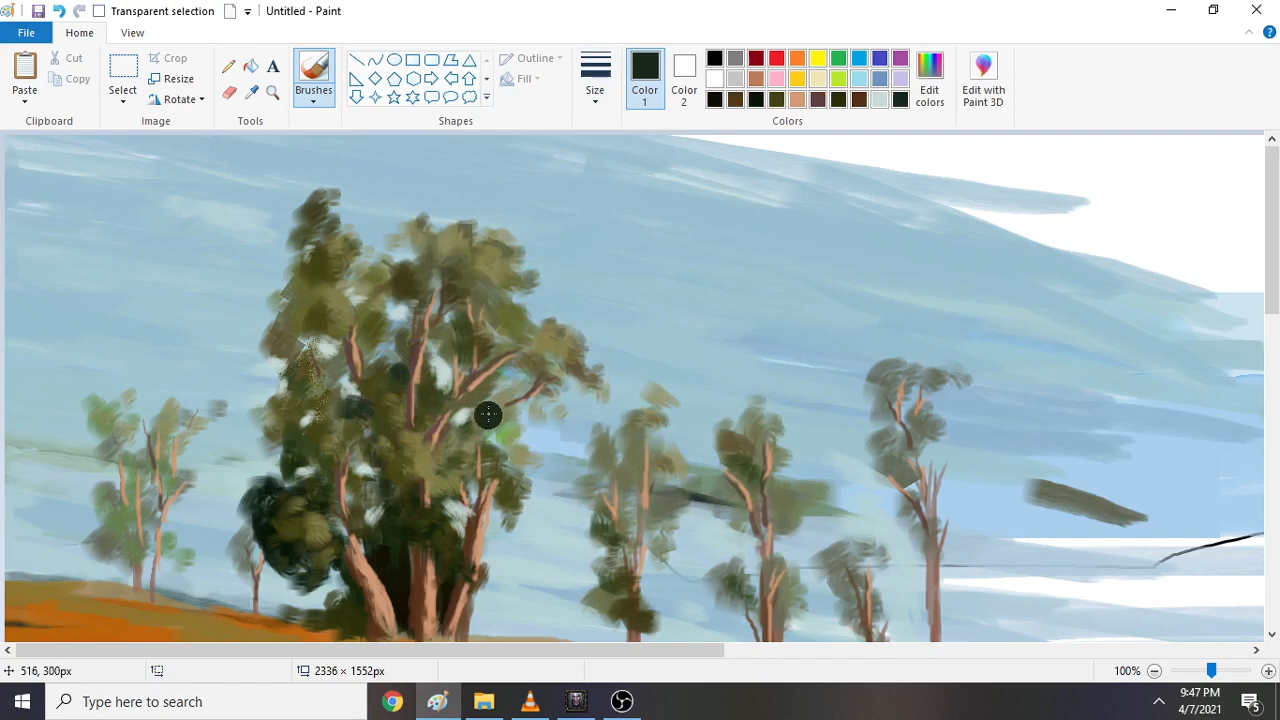 Transparent selection
Untitled - Paint
File
Home
View
Paste
Cut
Copy
Clipboard
Select
Crop
Resize
Rotate
Image
A
Tools
Brushes
Outline
Fill
Shapes
Size
Color
1
Color
2
Colors
Edit
colors
Edit with
Paint 3D
516, 300px
2336 × 1552px
100%
Type here to search
9:47 PM
4/7/2021
5